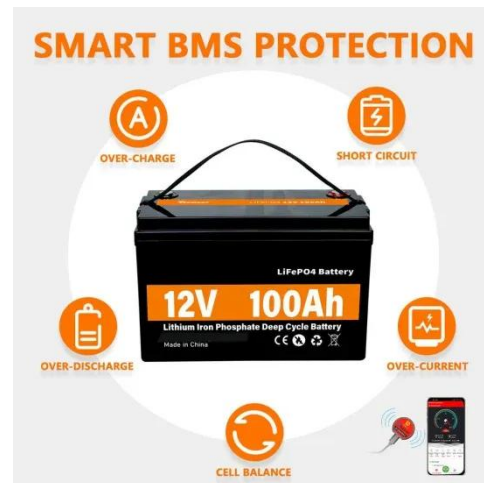 SMART BMS PROTECTION
OVER-CHARGE
SHORT CIRCUIT
LiFePO4 Battery
12V 100Ah
Lithium Iron Phosphate Deep Cycle Battery
Made in China
CE
OVER-DISCHARGE
OVER-CURRENT
CELL BALANCE